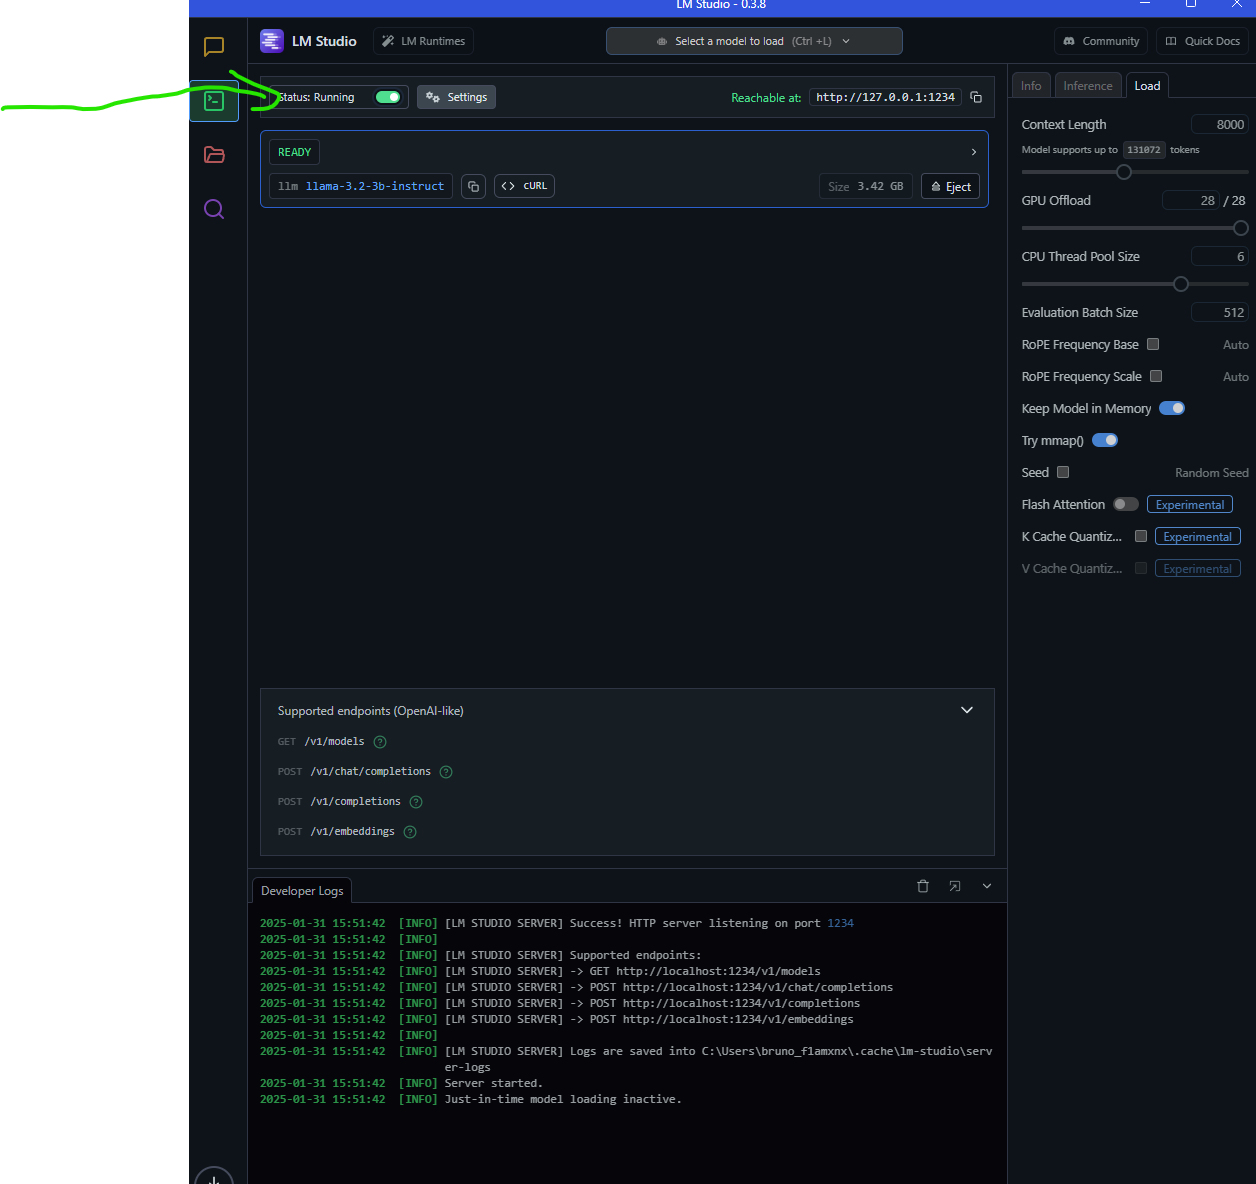 LM Studio - 0.3.8
LM Studio
LM Runtimes
Select a model to load (Ctrl +L)
Community
Quick Docs
Status: Running
Settings
Reachable at: http://127.0.0.1:1234
Info
Inference
Load
READY
llm llama-3.2-3b-instruct
cURL
Size 3.42 GB
Eject
Context Length 8000
Model supports up to 131072 tokens
GPU Offload 28 / 28
CPU Thread Pool Size 6
Evaluation Batch Size 512
RoPE Frequency Base Auto
RoPE Frequency Scale Auto
Keep Model in Memory
Try mmap()
Seed Random Seed
Flash Attention Experimental
K Cache Quantiz... Experimental
V Cache Quantiz... Experimental
Supported endpoints (OpenAI-like)
GET /v1/models ?
POST /v1/chat/completions ?
POST /v1/completions ?
POST /v1/embeddings ?
Developer Logs
2025-01-31 15:51:42 [INFO] [LM STUDIO SERVER] Success! HTTP server listening on port 1234
2025-01-31 15:51:42 [INFO]
2025-01-31 15:51:42 [INFO] [LM STUDIO SERVER] Supported endpoints:
2025-01-31 15:51:42 [INFO] [LM STUDIO SERVER] -> GET http://localhost:1234/v1/models
2025-01-31 15:51:42 [INFO] [LM STUDIO SERVER] -> POST http://localhost:1234/v1/chat/completions
2025-01-31 15:51:42 [INFO] [LM STUDIO SERVER] -> POST http://localhost:1234/v1/completions
2025-01-31 15:51:42 [INFO] [LM STUDIO SERVER] -> POST http://localhost:1234/v1/embeddings
2025-01-31 15:51:42 [INFO]
2025-01-31 15:51:42 [INFO] [LM STUDIO SERVER] Logs are saved into C:\Users\bruno_f1amxnx\.cache\lm-studio\serv
er-logs
2025-01-31 15:51:42 [INFO] Server started.
2025-01-31 15:51:42 [INFO] Just-in-time model loading inactive.